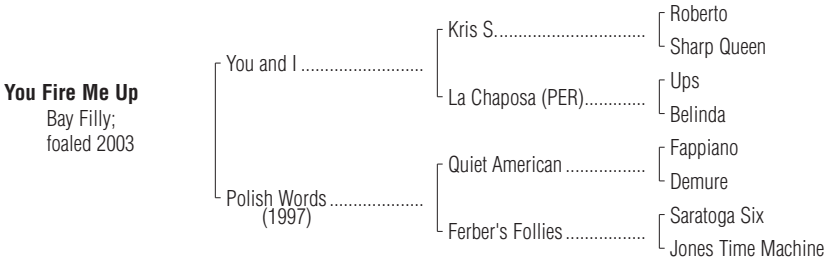 Roberto
Kris S.
Sharp Queen
You and I
Ups
La Chaposa (PER)
Belinda
You Fire Me Up
Bay Filly;
foaled 2003
Fappiano
Quiet American
Demure
Polish Words
(1997)
Saratoga Six
Ferber's Follies
Jones Time Machine